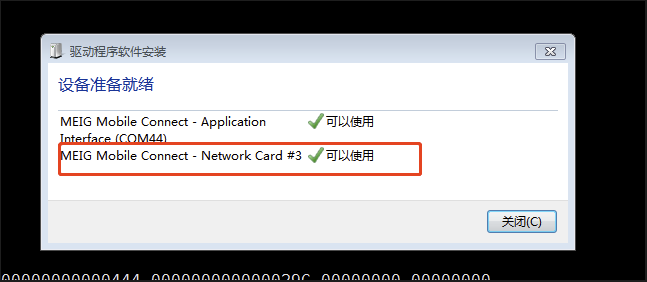 驱动程序软件安装
设备准备就绪
MEIG Mobile Connect - Application 可以使用
Interface (COM44)
MEIG Mobile Connect - Network Card #3 可以使用
关闭(C)
00000000000444 000000000000029C 00000000 00000000